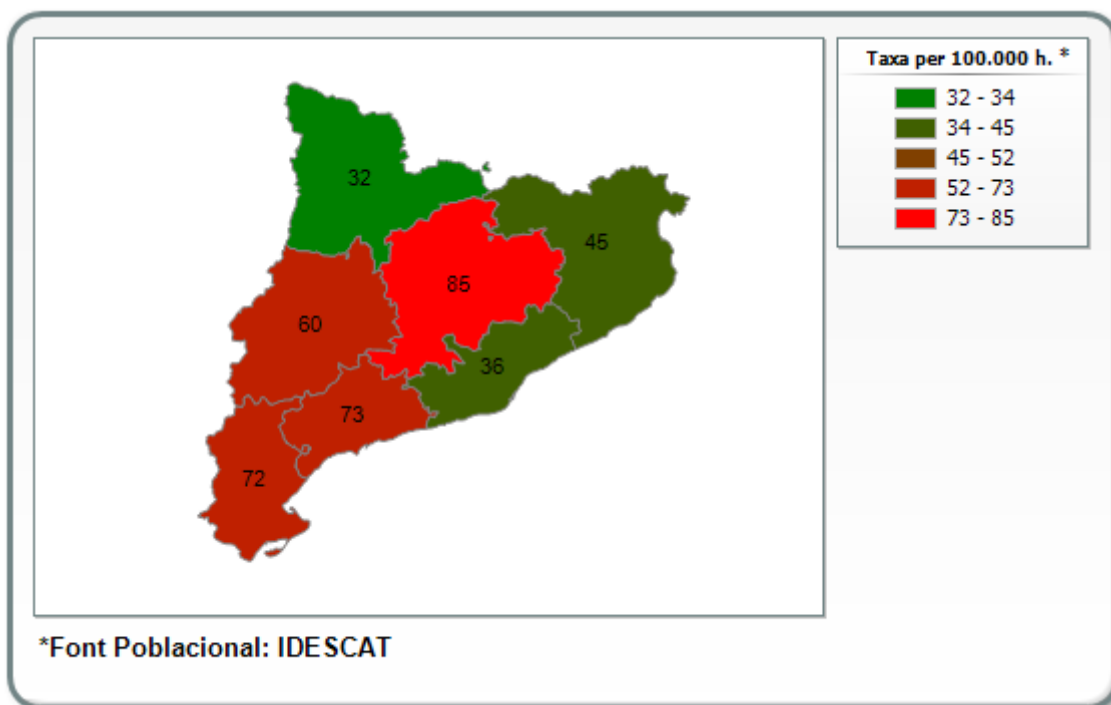 Taxa per 100.000 h. *
32 - 34
34 - 45
45 - 52
52 - 73
73 - 85
32
45
85
60
36
73
72
*Font Poblacional: IDESCAT